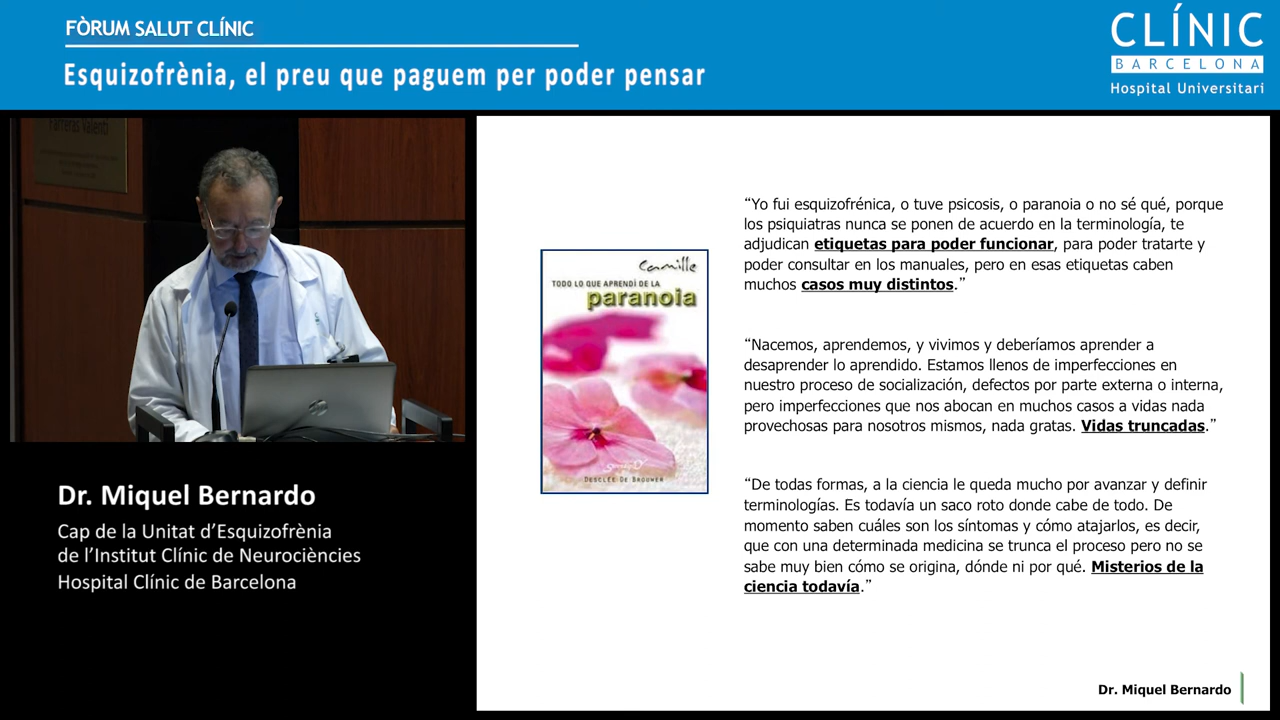 FÒRUM SALUT CLÍNIC
Esquizofrènia, el preu que paguem per poder pensar
CLÍNIC
BARCELONA
Hospital Universitari
Farreras Valentí
Dr. Miquel Bernardo
Cap de la Unitat d’Esquizofrènia
de l’Institut Clínic de Neurociències
Hospital Clínic de Barcelona
Camille
TODO LO QUE APRENDÍ DE LA
paranoia
DESCLÉE DE BROUWER
“Yo fui esquizofrénica, o tuve psicosis, o paranoia o no sé qué, porque
los psiquiatras nunca se ponen de acuerdo en la terminología, te
adjudican etiquetas para poder funcionar, para poder tratarte y
poder consultar en los manuales, pero en esas etiquetas caben
muchos casos muy distintos.”
“Nacemos, aprendemos, y vivimos y deberíamos aprender a
desaprender lo aprendido. Estamos llenos de imperfecciones en
nuestro proceso de socialización, defectos por parte externa o interna,
pero imperfecciones que nos abocan en muchos casos a vidas nada
provechosas para nosotros mismos, nada gratas. Vidas truncadas.”
“De todas formas, a la ciencia le queda mucho por avanzar y definir
terminologías. Es todavía un saco roto donde cabe de todo. De
momento saben cuáles son los síntomas y cómo atajarlos, es decir,
que con una determinada medicina se trunca el proceso pero no se
sabe muy bien cómo se origina, dónde ni por qué. Misterios de la
ciencia todavía.”
Dr. Miquel Bernardo